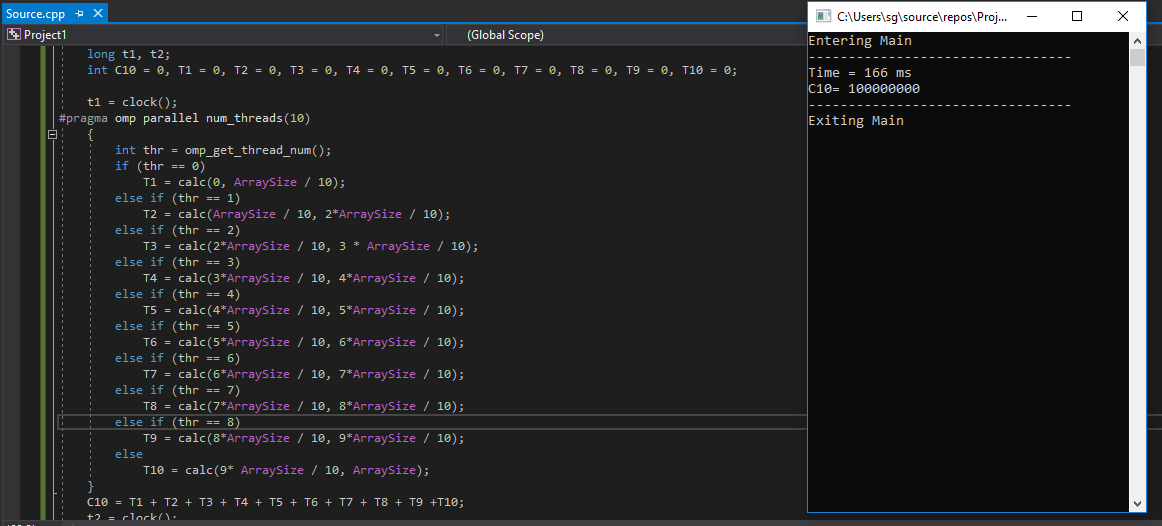 Source.cpp
Project1
(Global Scope)
long t1, t2;
int C10 = 0, T1 = 0, T2 = 0, T3 = 0, T4 = 0, T5 = 0, T6 = 0, T7 = 0, T8 = 0, T9 = 0, T10 = 0;
t1 = clock();
#pragma omp parallel num_threads(10)
{
int thr = omp_get_thread_num();
if (thr == 0)
T1 = calc(0, ArraySize / 10);
else if (thr == 1)
T2 = calc(ArraySize / 10, 2*ArraySize / 10);
else if (thr == 2)
T3 = calc(2*ArraySize / 10, 3 * ArraySize / 10);
else if (thr == 3)
T4 = calc(3*ArraySize / 10, 4*ArraySize / 10);
else if (thr == 4)
T5 = calc(4*ArraySize / 10, 5*ArraySize / 10);
else if (thr == 5)
T6 = calc(5*ArraySize / 10, 6*ArraySize / 10);
else if (thr == 6)
T7 = calc(6*ArraySize / 10, 7*ArraySize / 10);
else if (thr == 7)
T8 = calc(7*ArraySize / 10, 8*ArraySize / 10);
else if (thr == 8)
T9 = calc(8*ArraySize / 10, 9*ArraySize / 10);
else
T10 = calc(9* ArraySize / 10, ArraySize);
}
C10 = T1 + T2 + T3 + T4 + T5 + T6 + T7 + T8 + T9 +T10;
t2 = clock();
C:\Users\sg\source\repos\Proj...
Entering Main
---------------------------------
Time = 166 ms
C10= 100000000
---------------------------------
Exiting Main